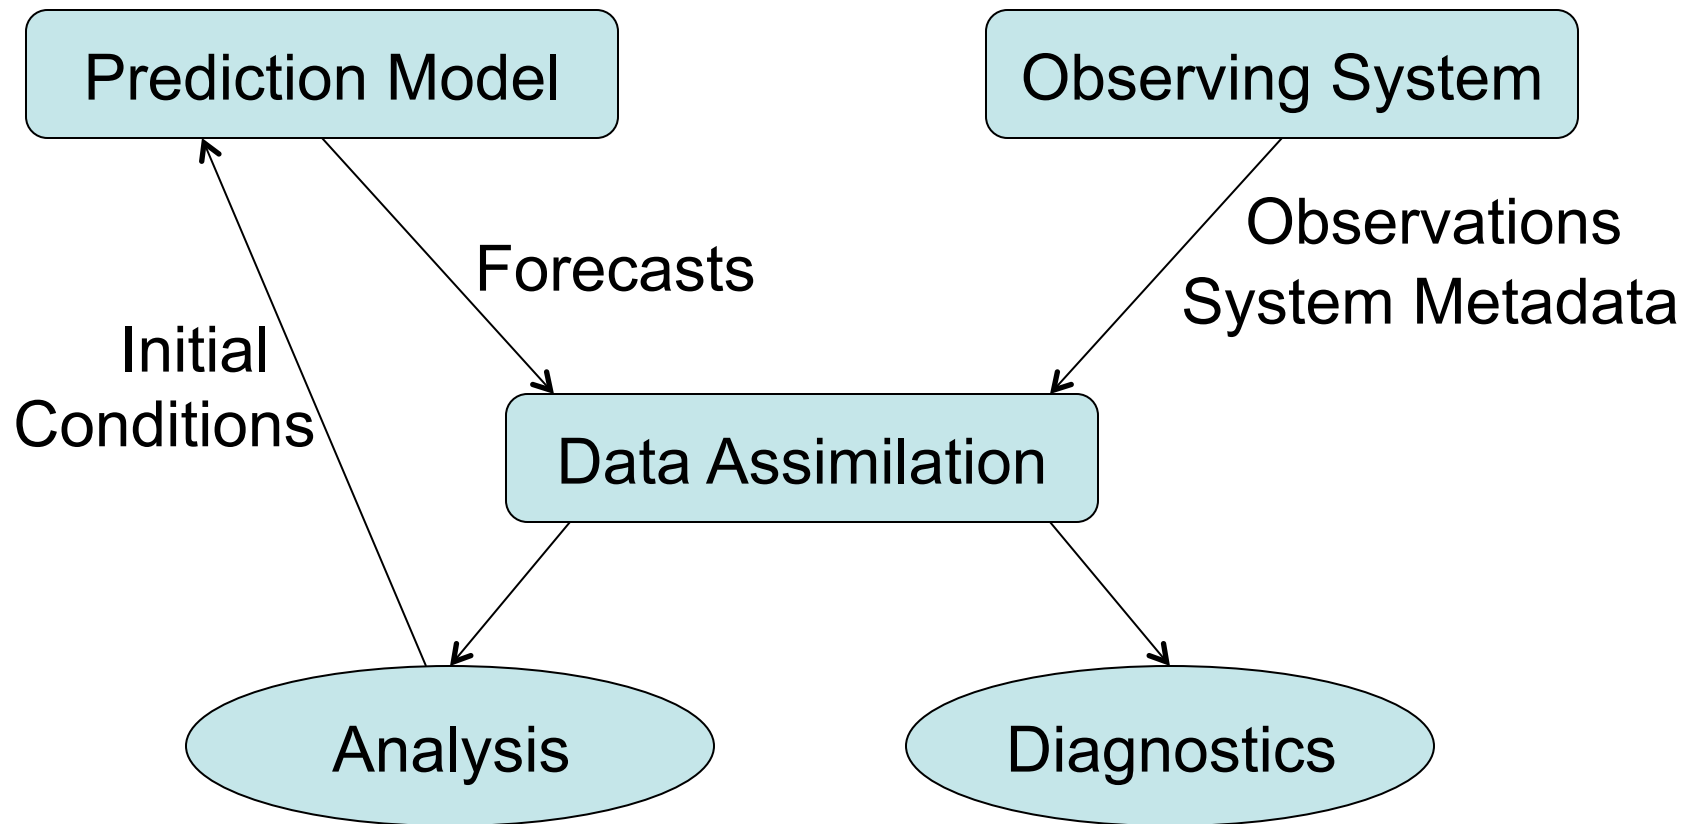 Prediction Model
Observing System
Observations
System Metadata
Forecasts
Initial
Conditions
Data Assimilation
Analysis
Diagnostics